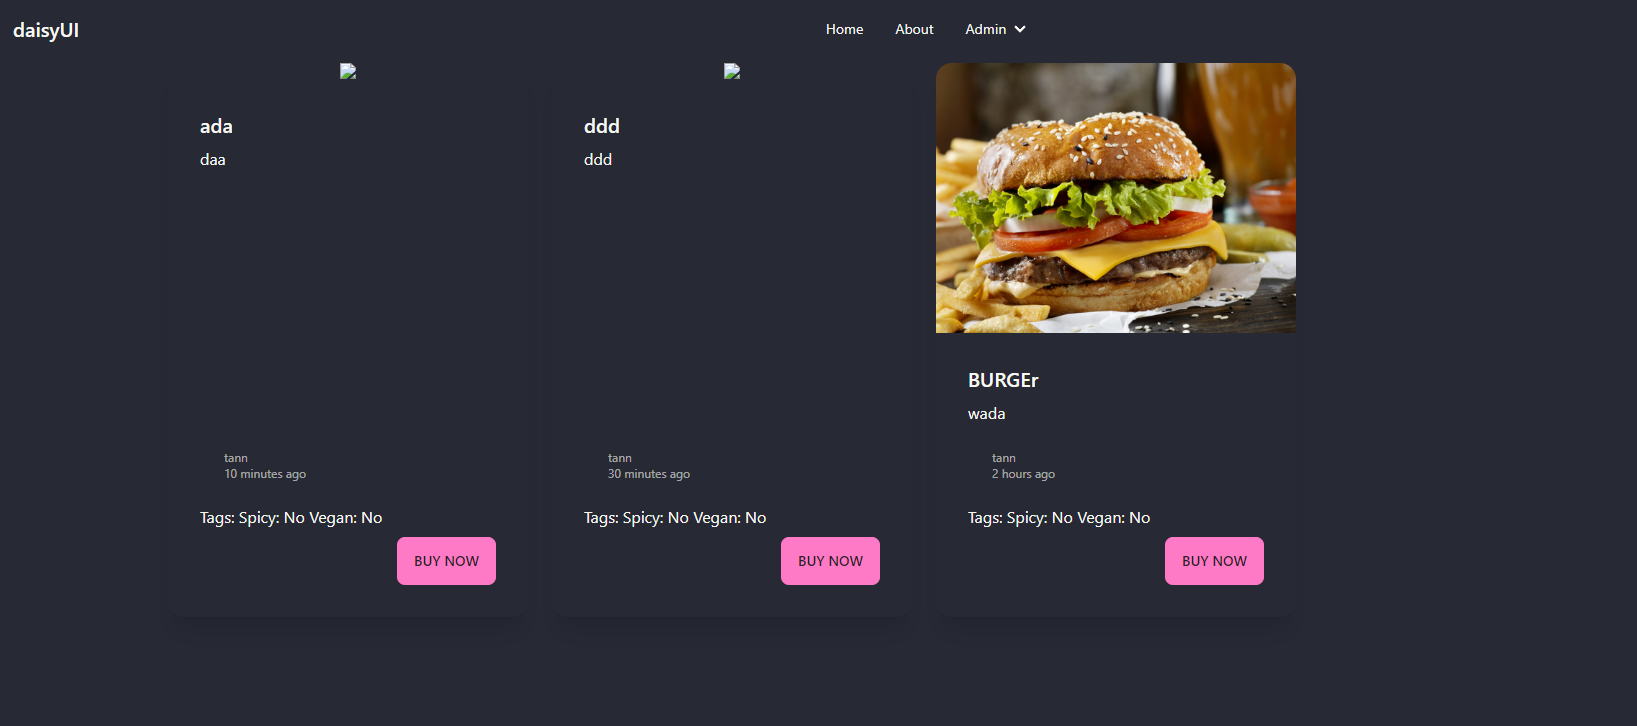 daisyUI
Home
About
Admin
ada
daa
tann
10 minutes ago
Tags: Spicy: No Vegan: No
BUY NOW
ddd
ddd
tann
30 minutes ago
Tags: Spicy: No Vegan: No
BUY NOW
BURGEr
wada
tann
2 hours ago
Tags: Spicy: No Vegan: No
BUY NOW